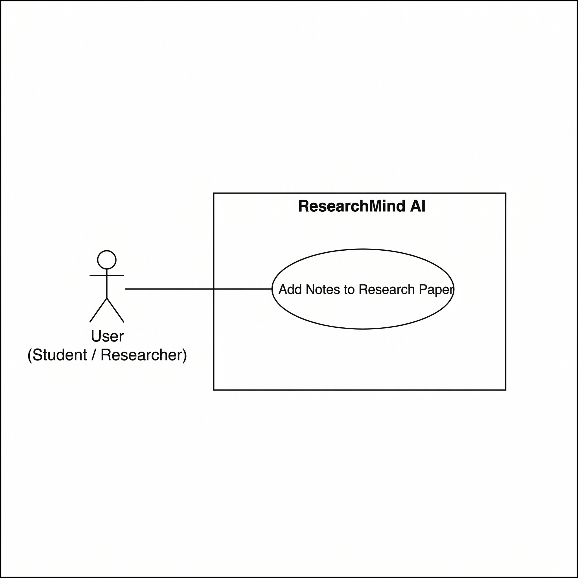 ResearchMind AI
Add Notes to Research Paper
User
(Student / Researcher)